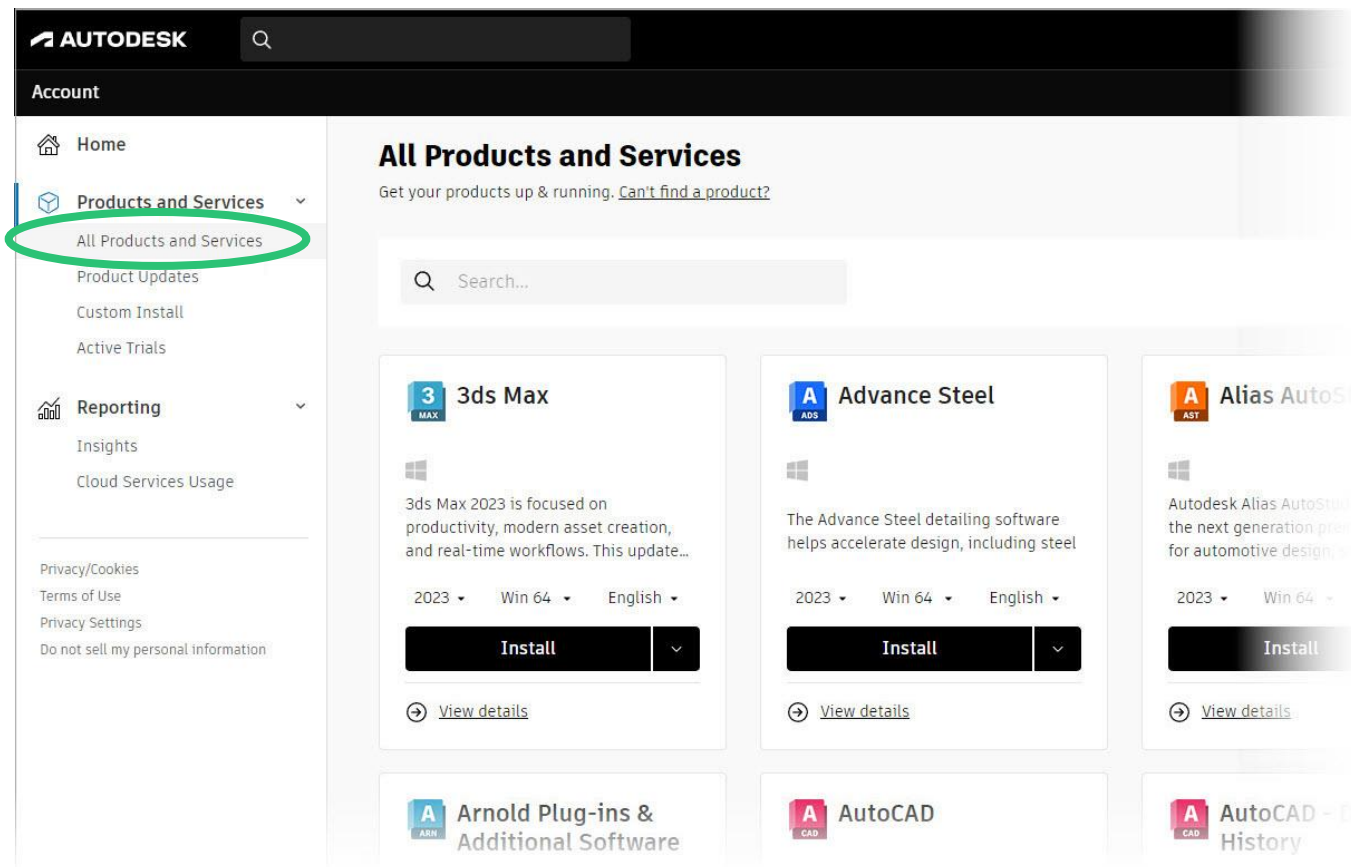 AUTODESK
Account
Home
Products and Services
All Products and Services
Product Updates
Custom Install
Active Trials
Reporting
Insights
Cloud Services Usage
Privacy/Cookies
Terms of Use
Privacy Settings
Do not sell my personal information
All Products and Services
Get your products up & running. Can't find a product?
Search...
3 MAX
3ds Max
3ds Max 2023 is focused on
productivity, modern asset creation,
and real-time workflows. This update...
2023 Win 64 English
Install
View details
A ADS
Advance Steel
The Advance Steel detailing software
helps accelerate design, including steel
2023 Win 64 English
Install
View details
A AST
Alias
Autodesk Alias
the next generation
for automotive design,
2023 Win 64
Install
View details
A ARN
Arnold Plug-ins &
Additional Software
A CAD
AutoCAD
A CAD
AutoCAD -
History